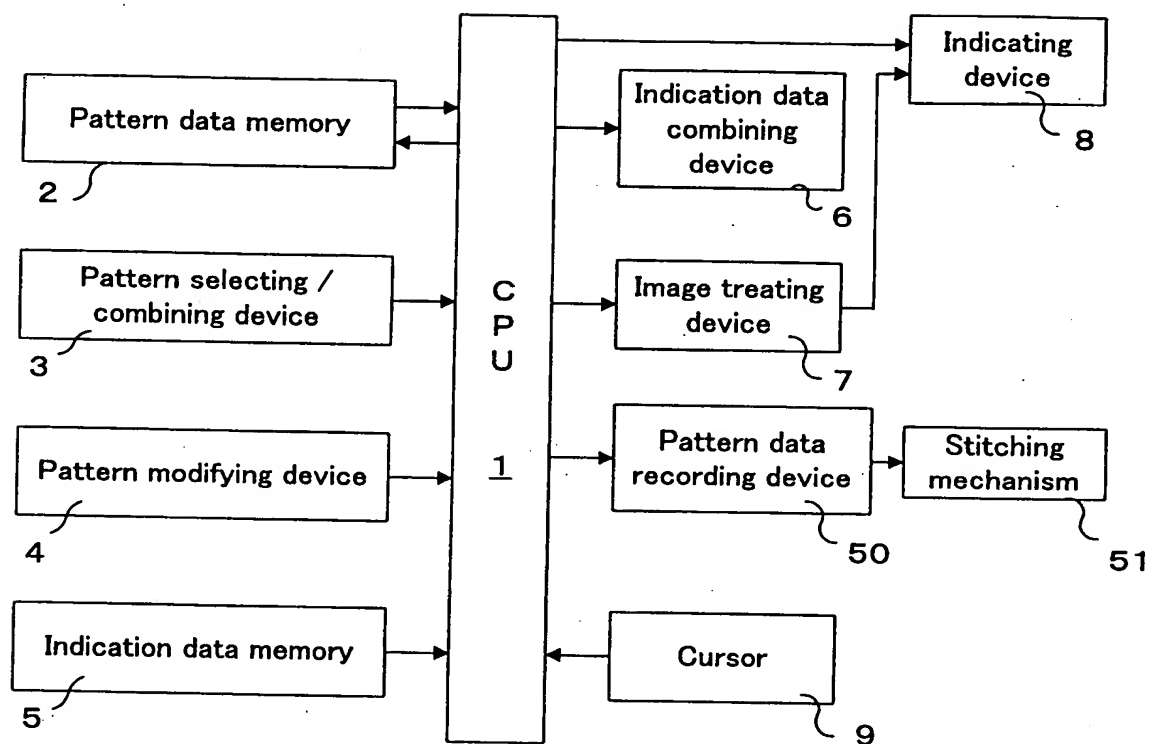 Pattern data memory
2
Pattern selecting /
combining device
3
Pattern modifying device
4
Indication data memory
5
C
P
U
1
Indication data
combining
device
6
Image treating
device
7
Pattern data
recording device
50
Cursor
9
Indicating
device
8
Stitching
mechanism
51